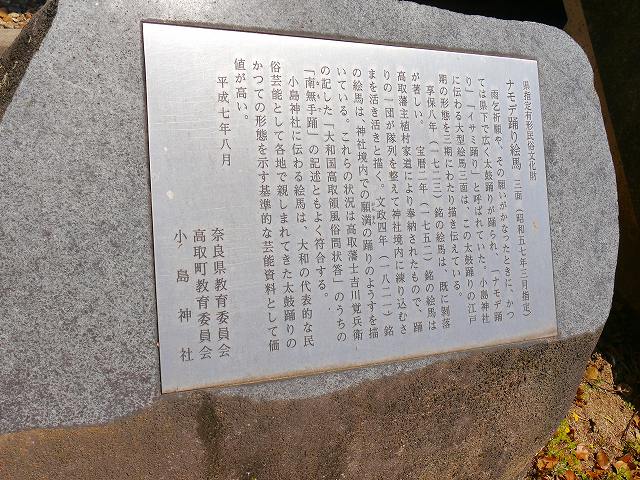 県指定有形民俗文化財
ナモデ踊り絵馬　三面（昭和五七年三月指定）
雨乞祈願や、その願いがかなったときに、かつ
ては県下で広く太鼓踊りが踊られ、「ナモデ踊
り」「イサミ踊り」と呼ばれていた。小島神社
に伝わる大型絵馬三面は、この太鼓踊りの江戸
期の形態を三期にわたり描き伝えている。
享保八年（一七二三）銘の絵馬は、既に剥落
が著しい。宝暦二年（一七五二）銘の絵馬は
高取藩主植村家道により奉納されたもので、踊
りの一団が隊列を整えて神社境内に練り込むさ
まを活き活きと描く。文政四年（一八二一）銘
の絵馬は、神社境内での願満の踊りのようすを描
いている。これらの状況は高取藩士吉川覚兵衛
の記した「大和国高取領風俗問状答」のうちの
「南無手踊」の記述ともよく符合する。
小島神社に伝わる絵馬は、大和の代表的な民
俗芸能として各地で親しまれてきた太鼓踊りの
かつての形態を示す基準的な芸能資料として価
値が高い。
平成七年八月
奈良県教育委員会
高取町教育委員会
小島神社